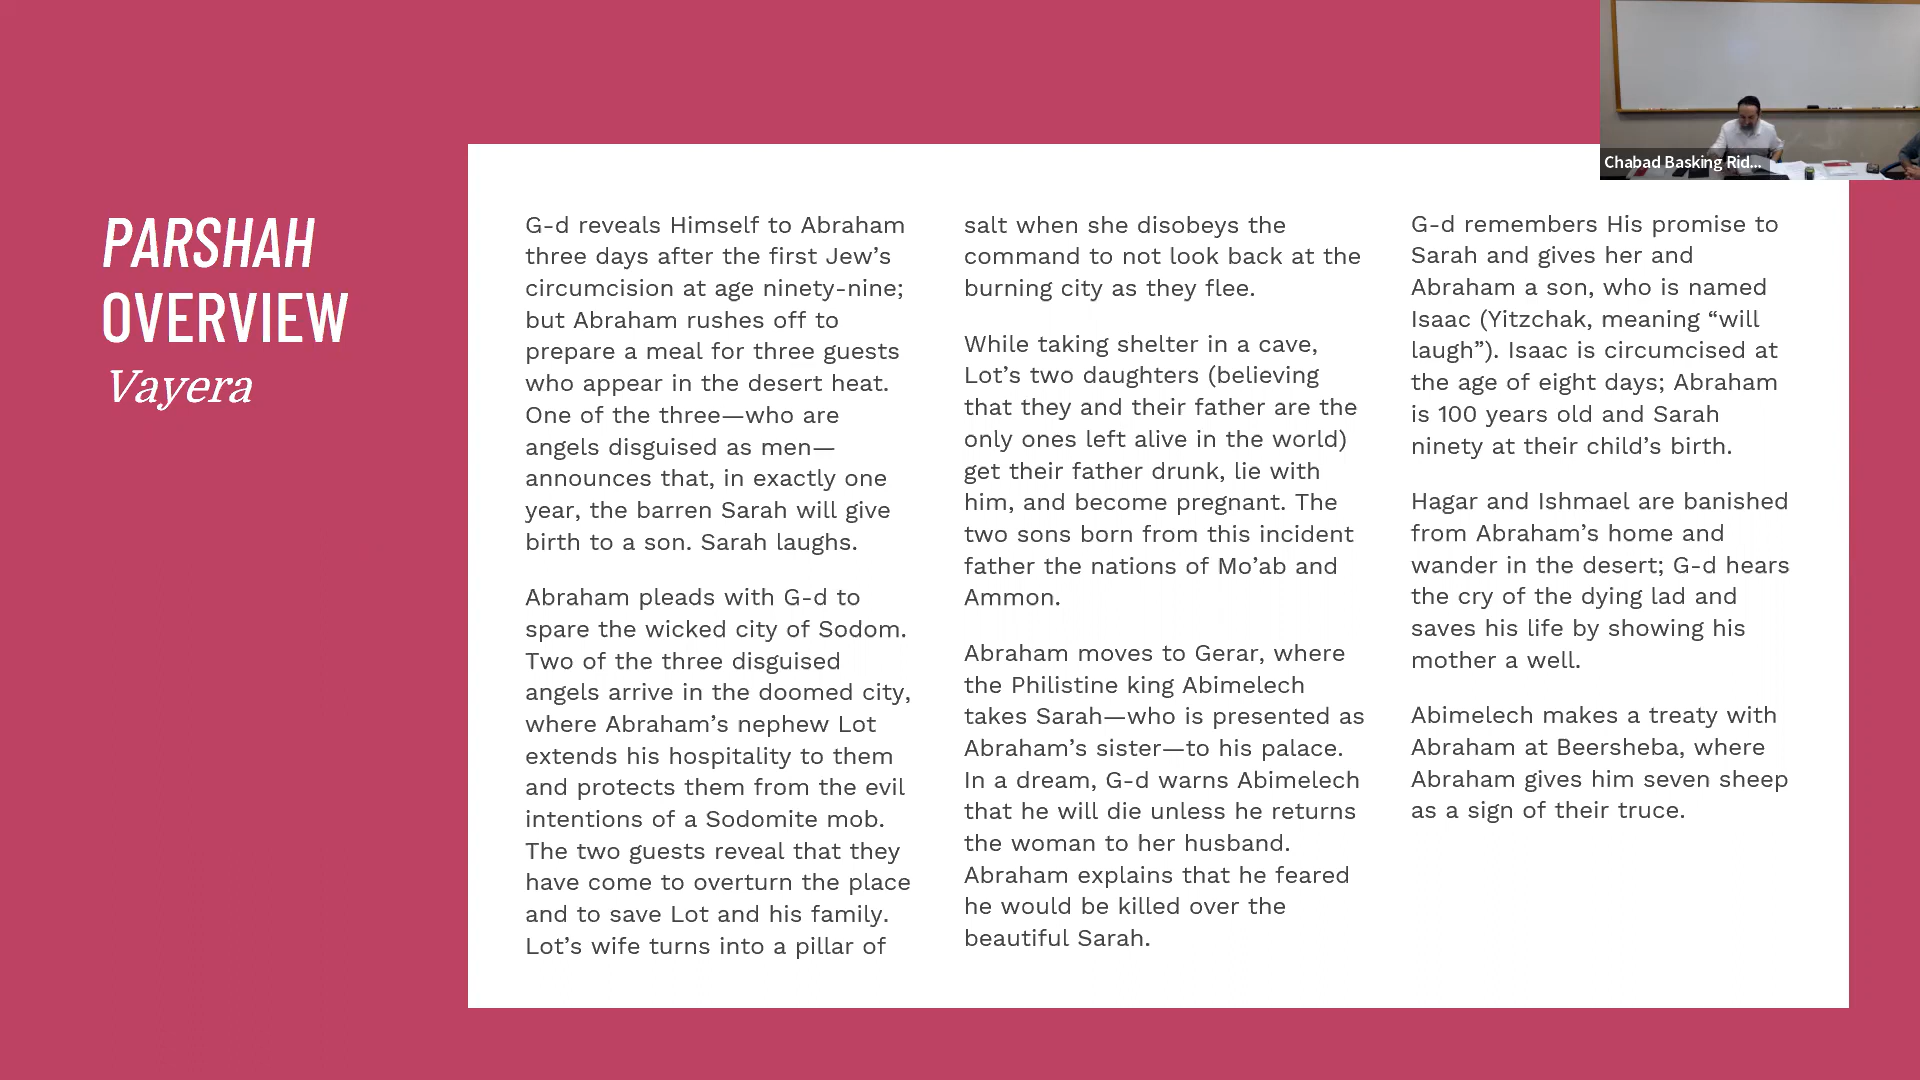 PARSHAH
OVERVIEW
Vayera
G-d reveals Himself to Abraham
three days after the first Jew’s
circumcision at age ninety-nine;
but Abraham rushes off to
prepare a meal for three guests
who appear in the desert heat.
One of the three—who are
angels disguised as men—
announces that, in exactly one
year, the barren Sarah will give
birth to a son. Sarah laughs.
Abraham pleads with G-d to
spare the wicked city of Sodom.
Two of the three disguised
angels arrive in the doomed city,
where Abraham’s nephew Lot
extends his hospitality to them
and protects them from the evil
intentions of a Sodomite mob.
The two guests reveal that they
have come to overturn the place
and to save Lot and his family.
Lot’s wife turns into a pillar of
salt when she disobeys the
command to not look back at the
burning city as they flee.
While taking shelter in a cave,
Lot’s two daughters (believing
that they and their father are the
only ones left alive in the world)
get their father drunk, lie with
him, and become pregnant. The
two sons born from this incident
father the nations of Mo’ab and
Ammon.
Abraham moves to Gerar, where
the Philistine king Abimelech
takes Sarah—who is presented as
Abraham’s sister—to his palace.
In a dream, G-d warns Abimelech
that he will die unless he returns
the woman to her husband.
Abraham explains that he feared
he would be killed over the
beautiful Sarah.
G-d remembers His promise to
Sarah and gives her and
Abraham a son, who is named
Isaac (Yitzchak, meaning “will
laugh”). Isaac is circumcised at
the age of eight days; Abraham
is 100 years old and Sarah
ninety at their child’s birth.
Hagar and Ishmael are banished
from Abraham’s home and
wander in the desert; G-d hears
the cry of the dying lad and
saves his life by showing his
mother a well.
Abimelech makes a treaty with
Abraham at Beersheba, where
Abraham gives him seven sheep
as a sign of their truce.
Chabad Basking Rid...